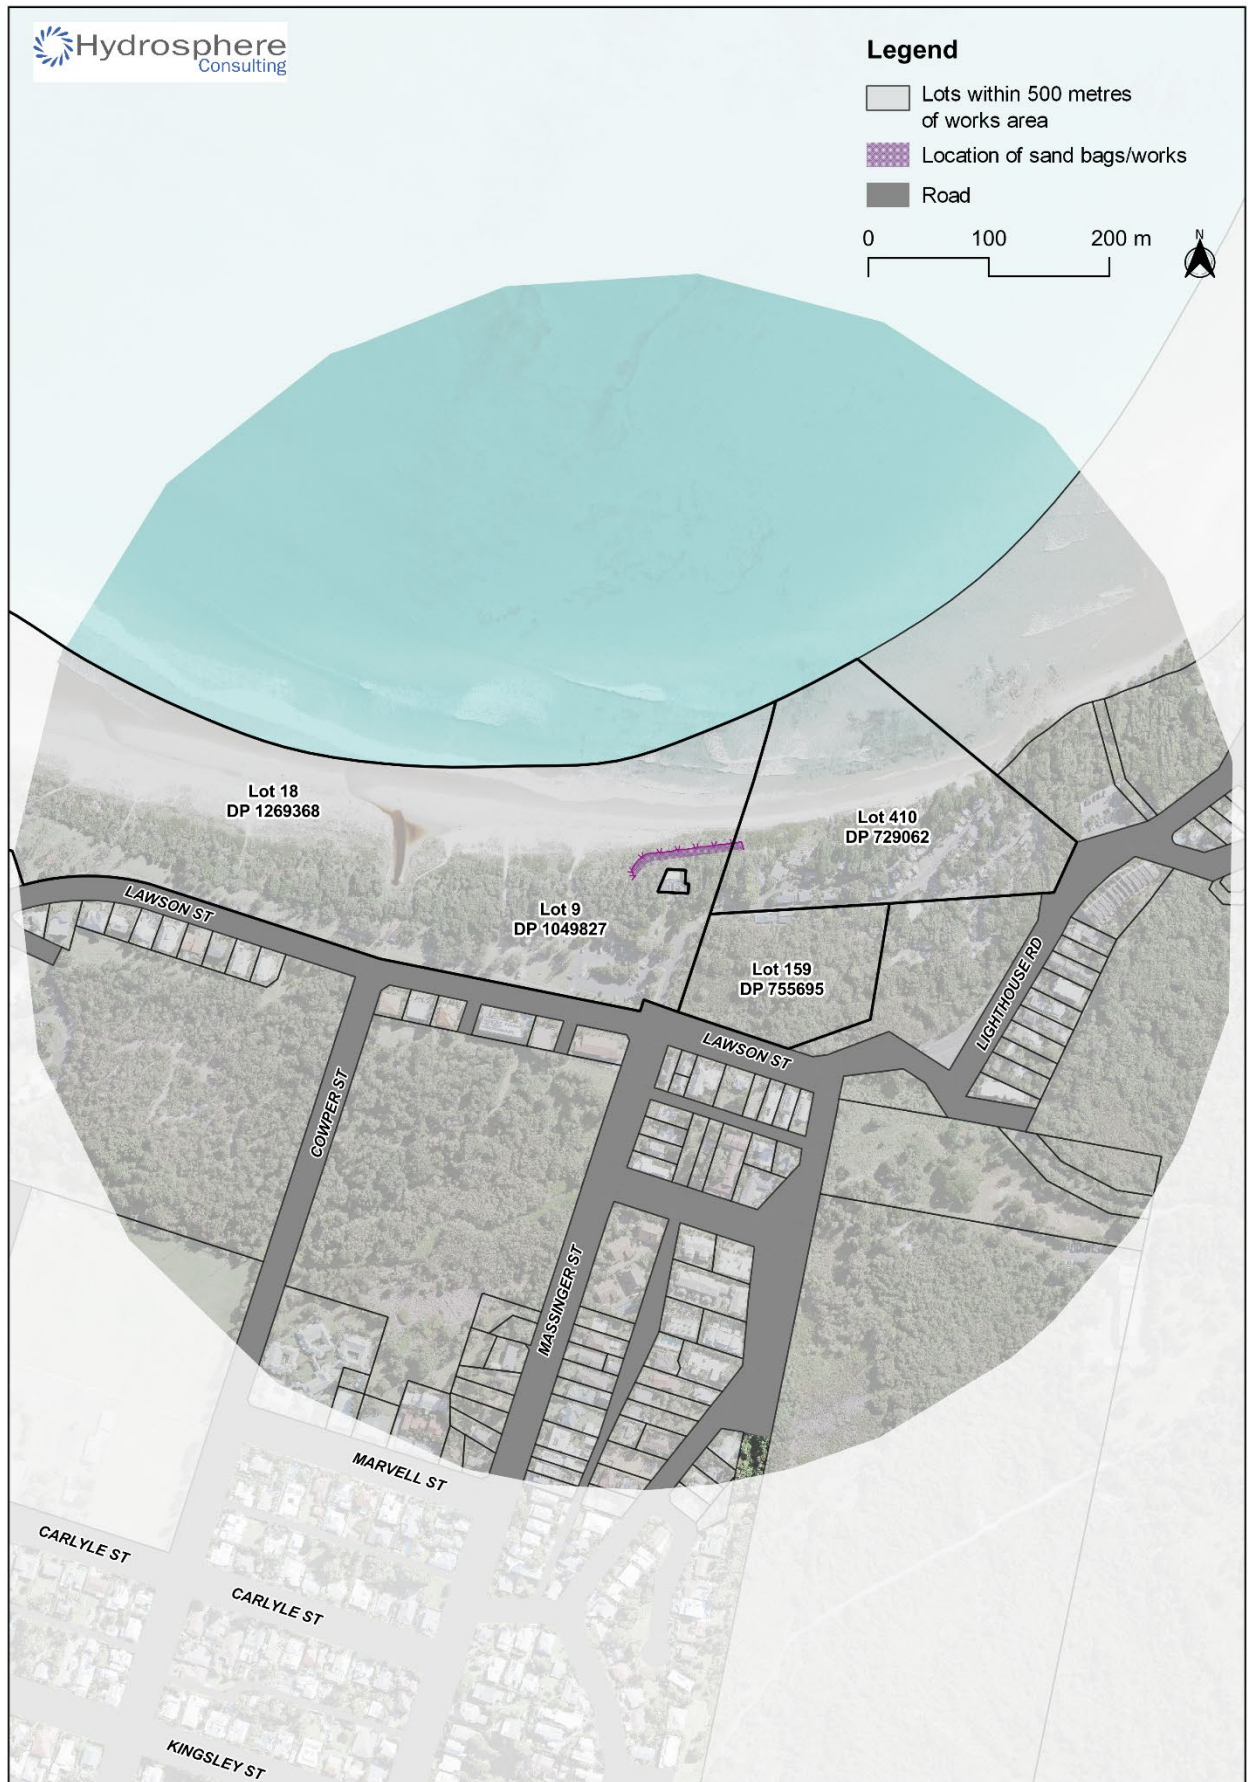 Hydrosphere
Consulting
Legend
Lots within 500 metres
of works area
Location of sand bags/works
Road
0 100 200 m
N
Lot 18
DP 1269368
Lot 410
DP 729062
LAWSON ST
Lot 9
DP 1049827
Lot 159
DP 755695
LIGHTHOUSE RD
LAWSON ST
COWPER ST
MASSINGER ST
MARVELL ST
CARLYLE ST
CARLYLE ST
KINGSLEY ST